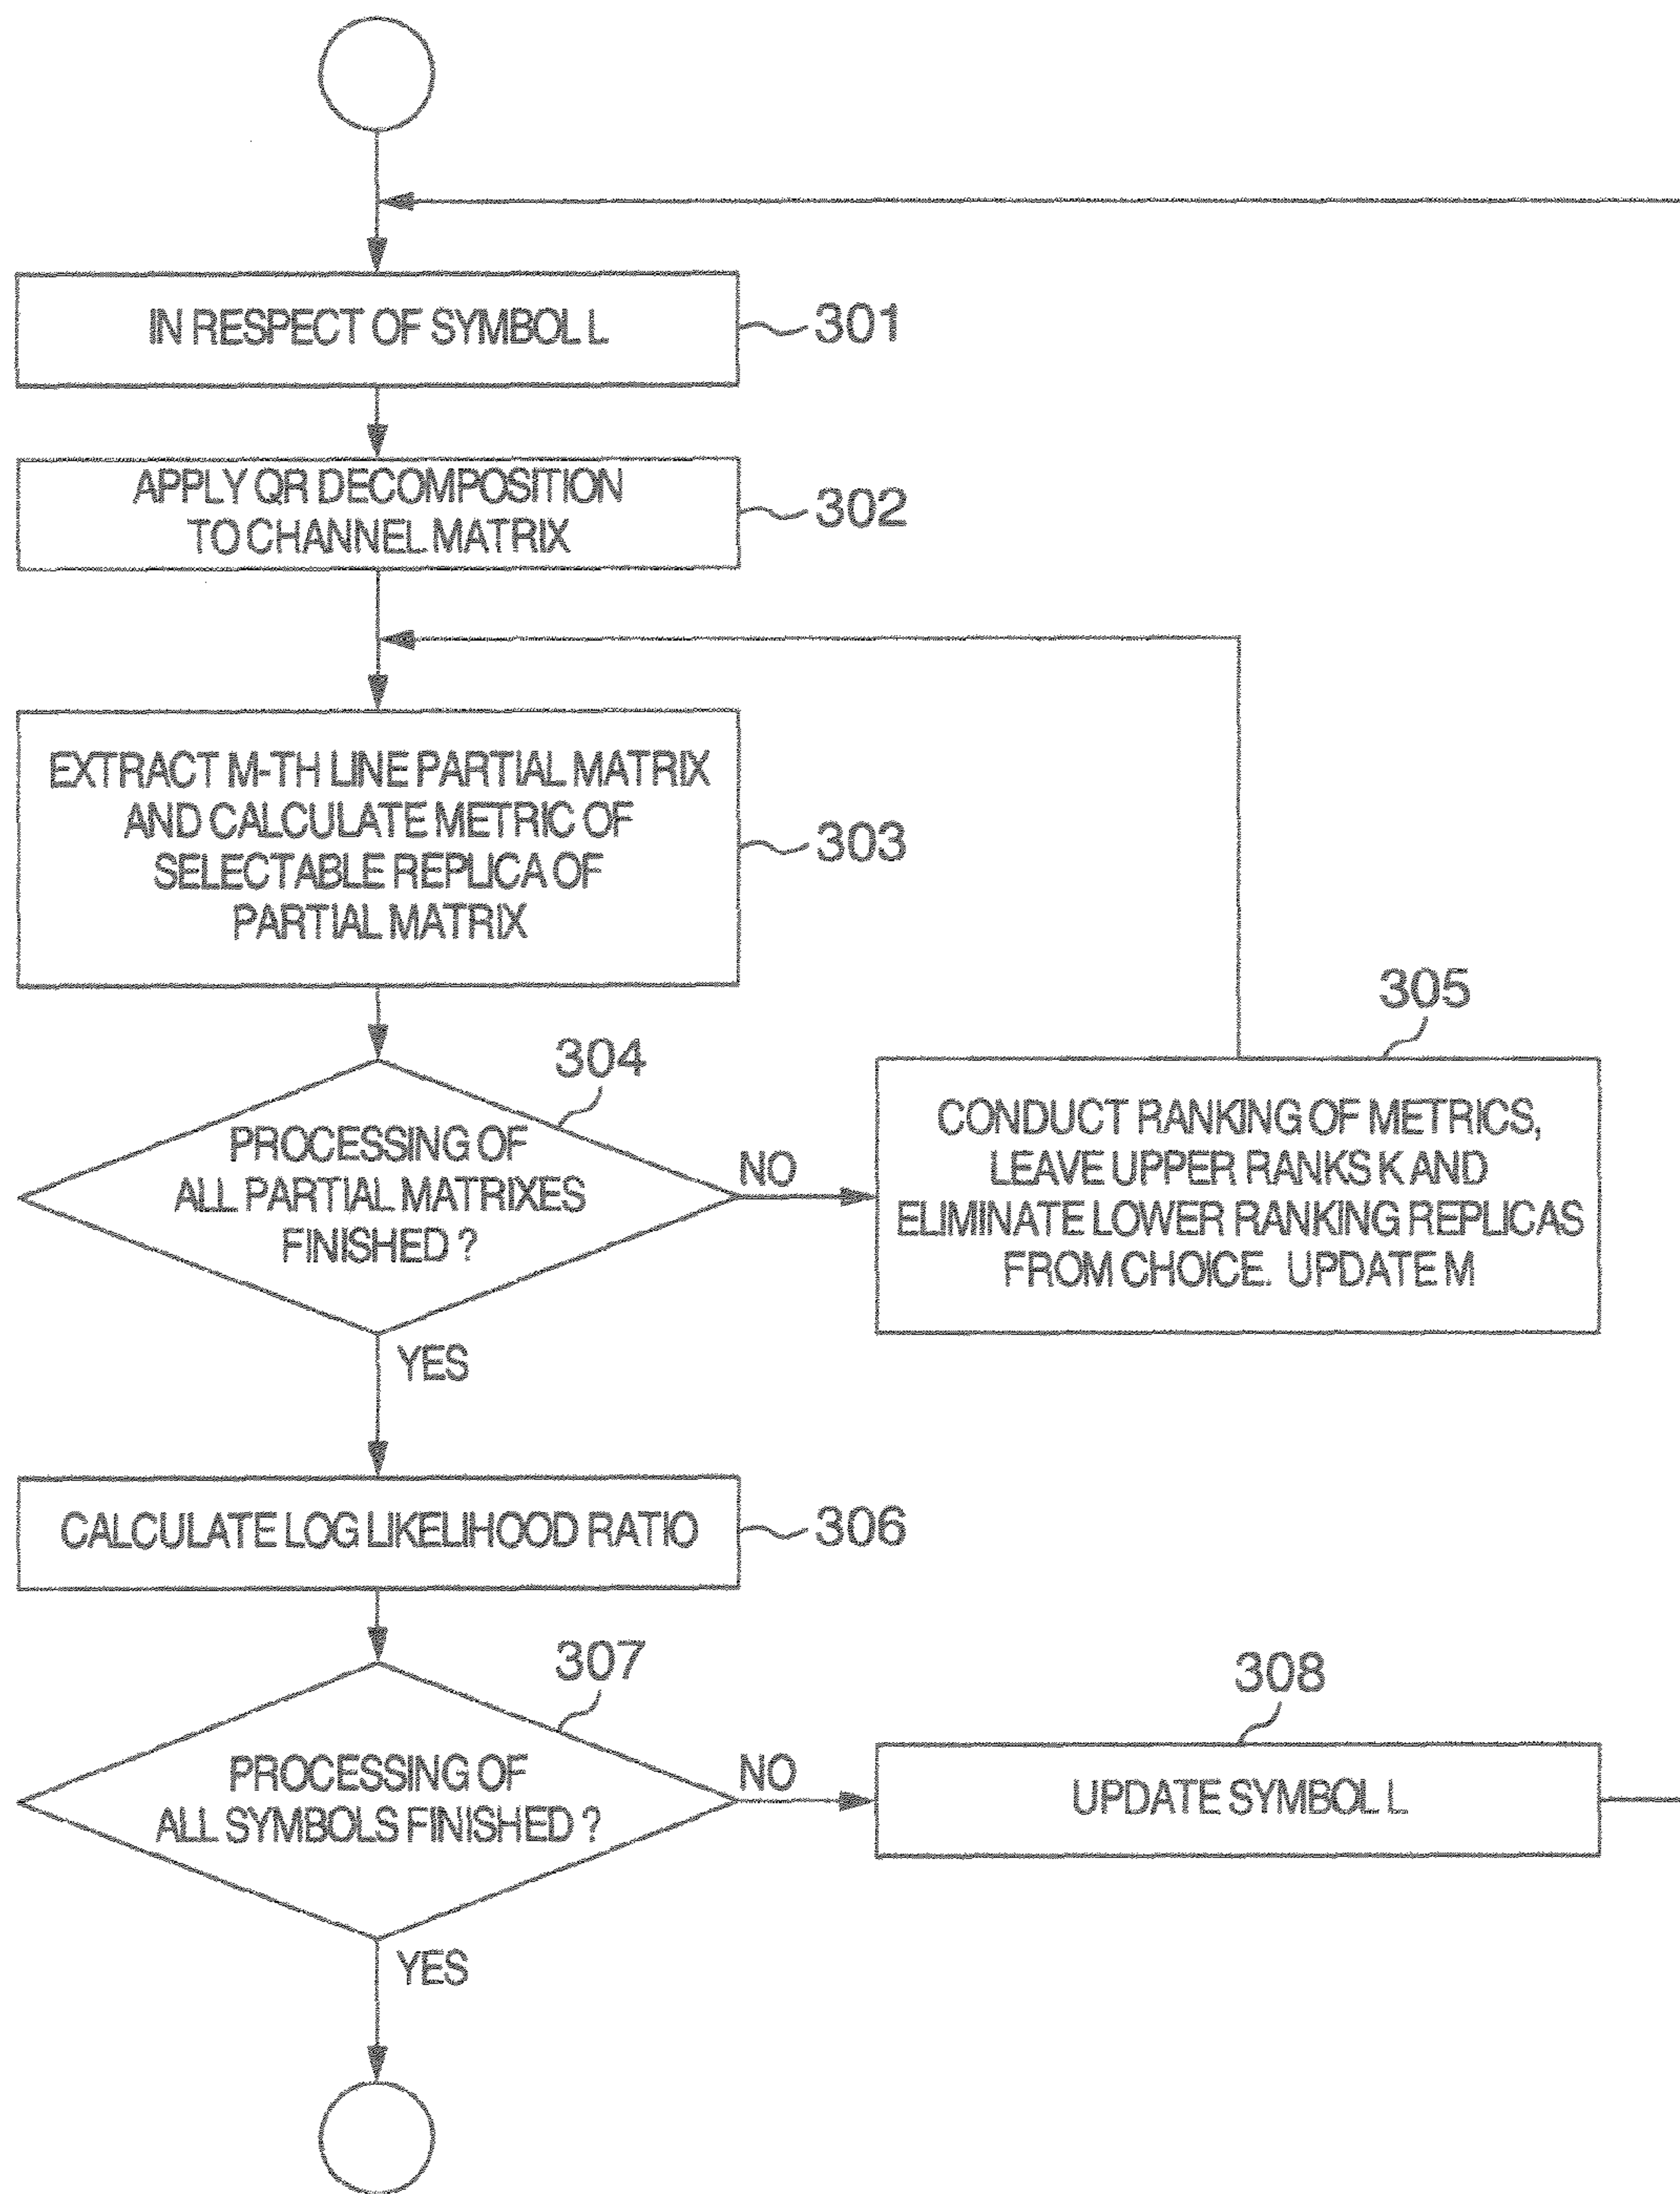 IN RESPECT OF SYMBOL L
301
APPLY QR DECOMPOSITION
TO CHANNEL MATRIX
302
EXTRACT M-TH LINE PARTIAL MATRIX
AND CALCULATE METRIC OF
SELECTABLE REPLICA OF
PARTIAL MATRIX
303
304
PROCESSING OF
ALL PARTIAL MATRIXES
FINISHED ?
NO
305
CONDUCT RANKING OF METRICS,
LEAVE UPPER RANKS K AND
ELIMINATE LOWER RANKING REPLICAS
FROM CHOICE. UPDATE M
YES
CALCULATE LOG LIKELIHOOD RATIO
306
307
PROCESSING OF
ALL SYMBOLS FINISHED ?
NO
308
UPDATE SYMBOL L
YES